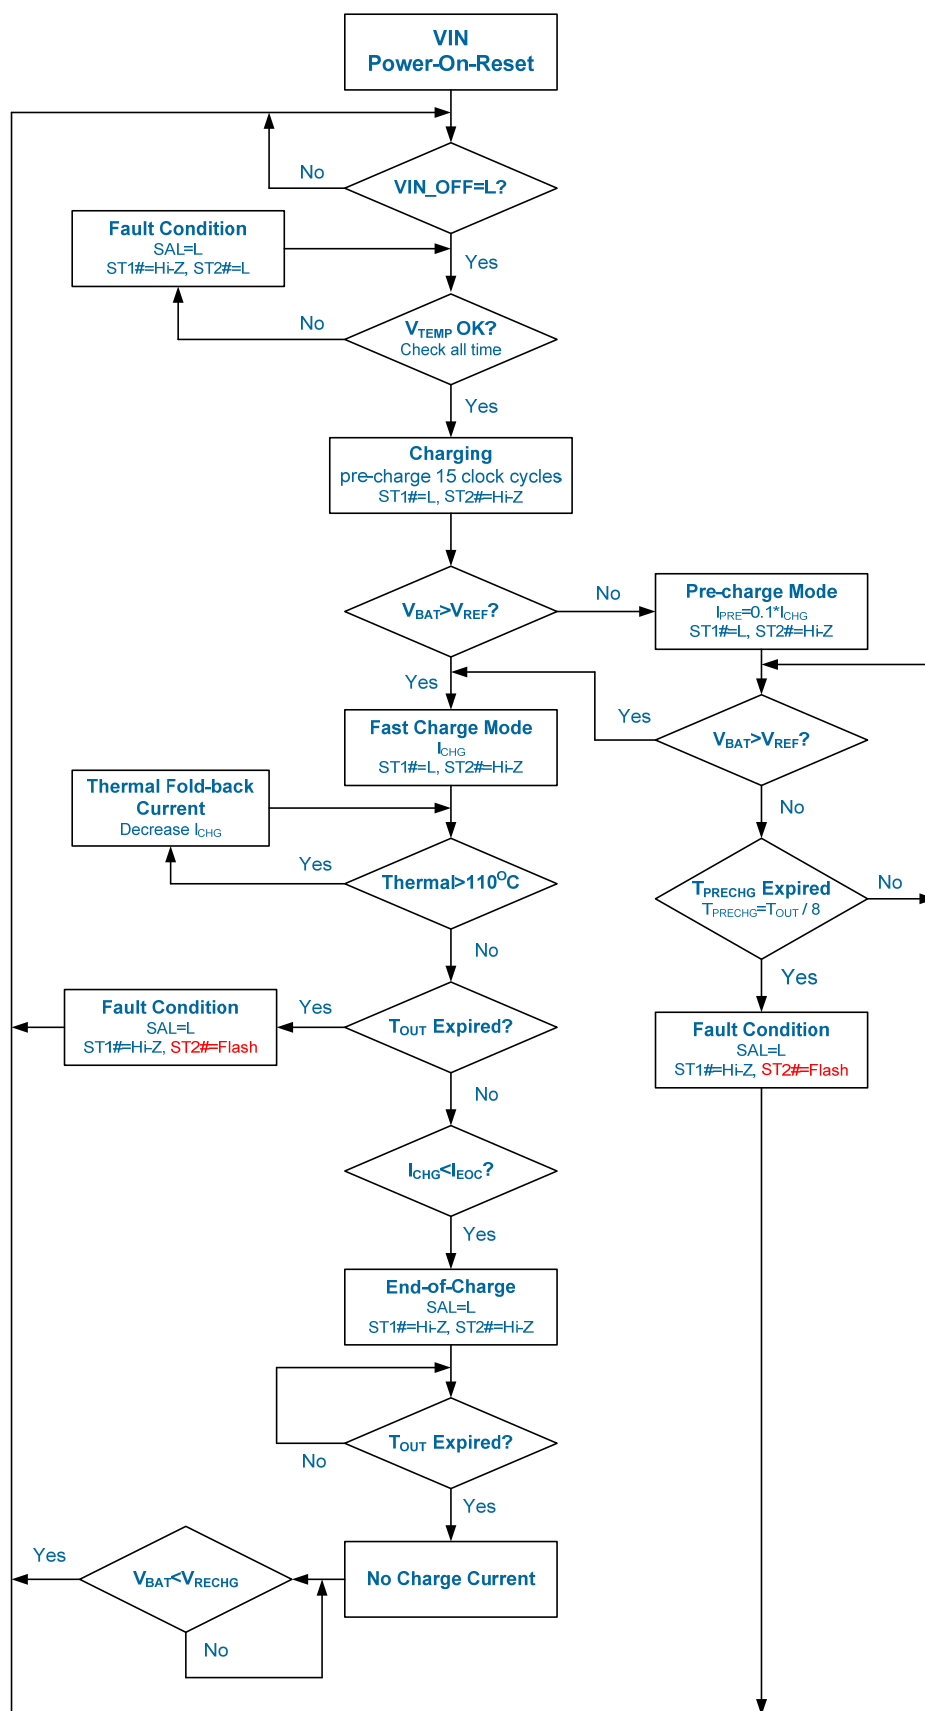 VIN
Power-On-Reset
No
VIN_OFF=L?
Fault Condition
SAL=L
ST1#=Hi-Z, ST2#=L
Yes
No
VTEMP OK?
Check all time
Yes
Charging
pre-charge 15 clock cycles
ST1#=L, ST2#=Hi-Z
VBAT>VREF?
No
Pre-charge Mode
IPRE=0.1*ICHG
ST1#=L, ST2#=Hi-Z
Yes
Fast Charge Mode
ICHG
ST1#=L, ST2#=Hi-Z
Yes
VBAT>VREF?
No
Thermal Fold-back
Current
Decrease ICHG
Yes
Thermal>110OC
No
TPRECHG Expired
TPRECHG=TOUT / 8
No
Yes
Fault Condition
SAL=L
ST1#=Hi-Z, ST2#=Flash
Yes
TOUT Expired?
No
Fault Condition
SAL=L
ST1#=Hi-Z, ST2#=Flash
ICHG<IEOC?
Yes
End-of-Charge
SAL=L
ST1#=Hi-Z, ST2#=Hi-Z
TOUT Expired?
No
Yes
Yes
VBAT<VRECHG
No
No Charge Current